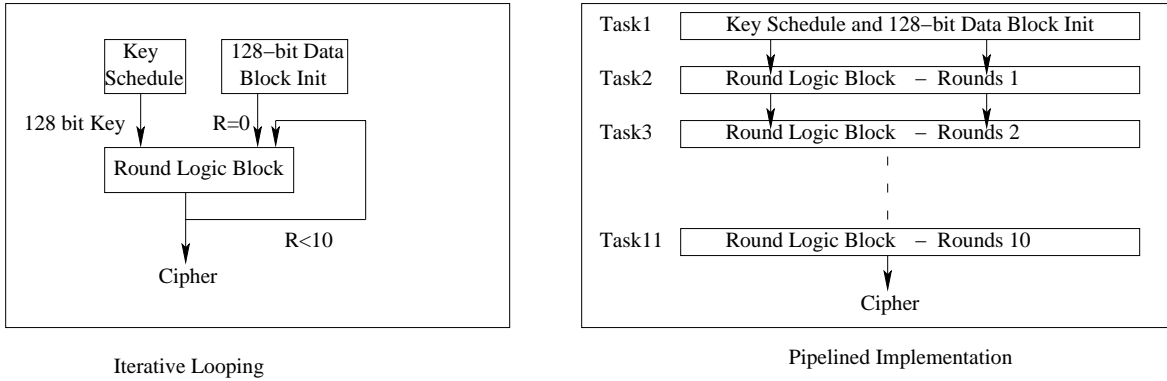 Key
Schedule
128−bit Data
Block Init
128 bit Key
R=0
Round Logic Block
R<10
Cipher
Iterative Looping
Task1
Key Schedule and 128-bit Data Block Init
Task2
Round Logic Block − Rounds 1
Task3
Round Logic Block − Rounds 2
Task11
Round Logic Block − Rounds 10
Cipher
Pipelined Implementation